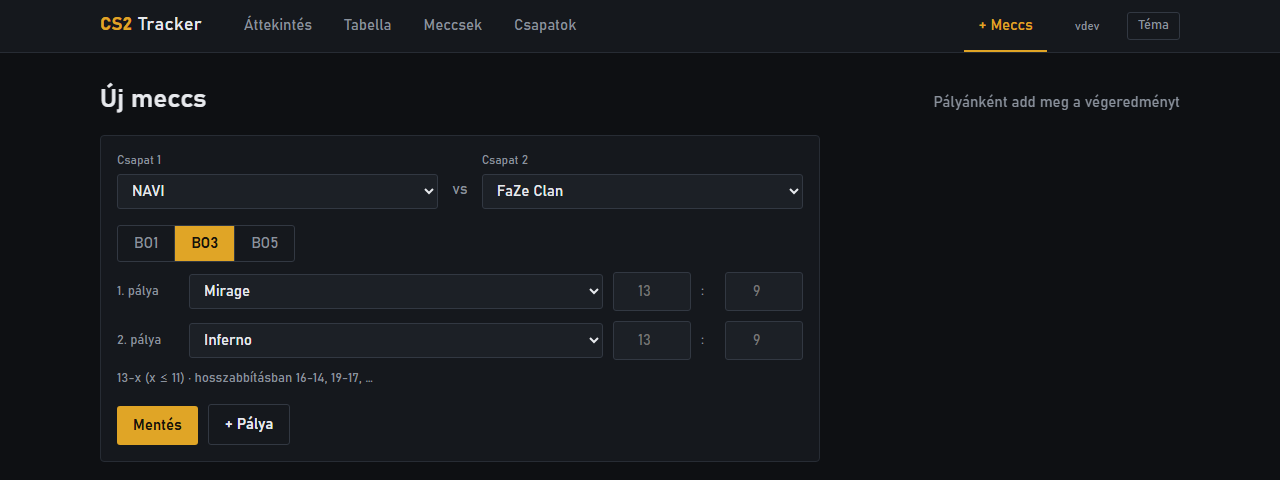 CS2 Tracker Áttekintés Tabella Meccsek Csapatok + Meccs vdev Téma
Új meccs Pályánként add meg a végeredményt
Csapat 1 Csapat 2
NAVI vs FaZe Clan
BO1 BO3 BO5
1. pálya Mirage 13 : 9
2. pálya Inferno 13 : 9
13-x (x ≤ 11) · hosszabbításban 16-14, 19-17, …
Mentés + Pálya